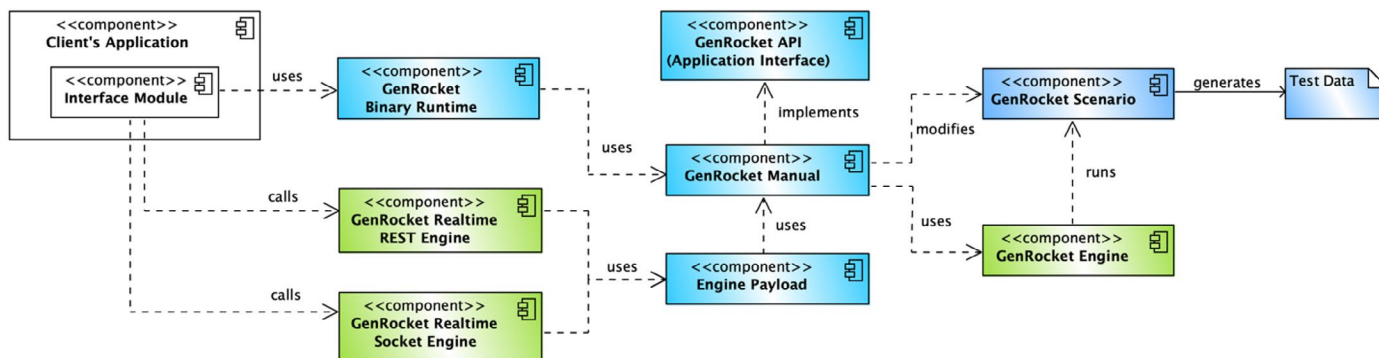 <<component>>
Client's Application
<<component>>
Interface Module
uses
<<component>>
GenRocket
Binary Runtime
calls
<<component>>
GenRocket Realtime
REST Engine
calls
<<component>>
GenRocket Realtime
Socket Engine
uses
uses
<<component>>
GenRocket API
(Application Interface)
implements
<<component>>
GenRocket Manual
uses
<<component>>
Engine Payload
modifies
uses
<<component>>
GenRocket Scenario
runs
<<component>>
GenRocket Engine
generates
Test Data